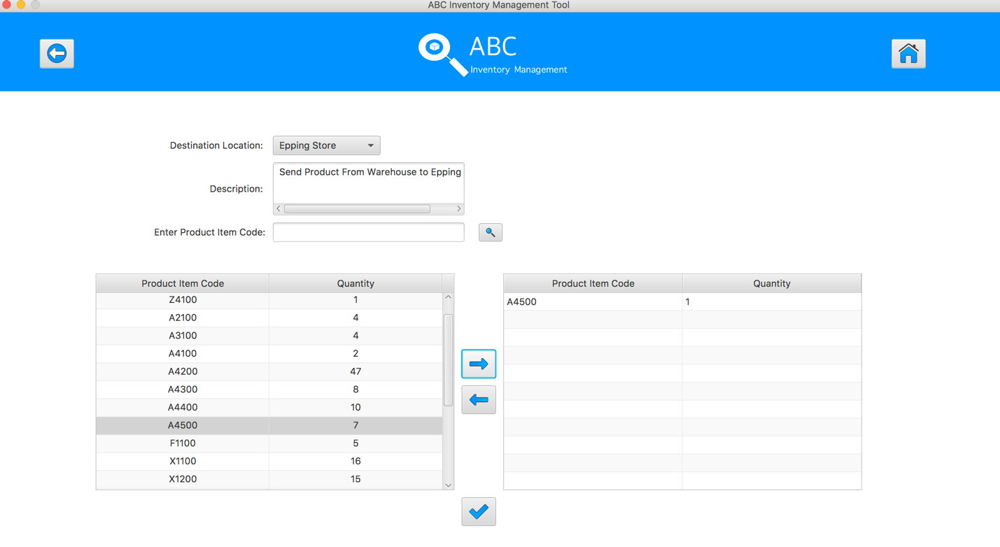 ABC Inventory Management Tool
ABC
Inventory Management
Destination Location: Epping Store
Description: Send Product From Warehouse to Epping
Enter Product Item Code:
Product Item Code Quantity
Z4100 1
A2100 4
A3100 4
A4100 2
A4200 47
A4300 8
A4400 10
A4500 7
F1100 5
X1100 16
X1200 15
Product Item Code Quantity
A4500 1